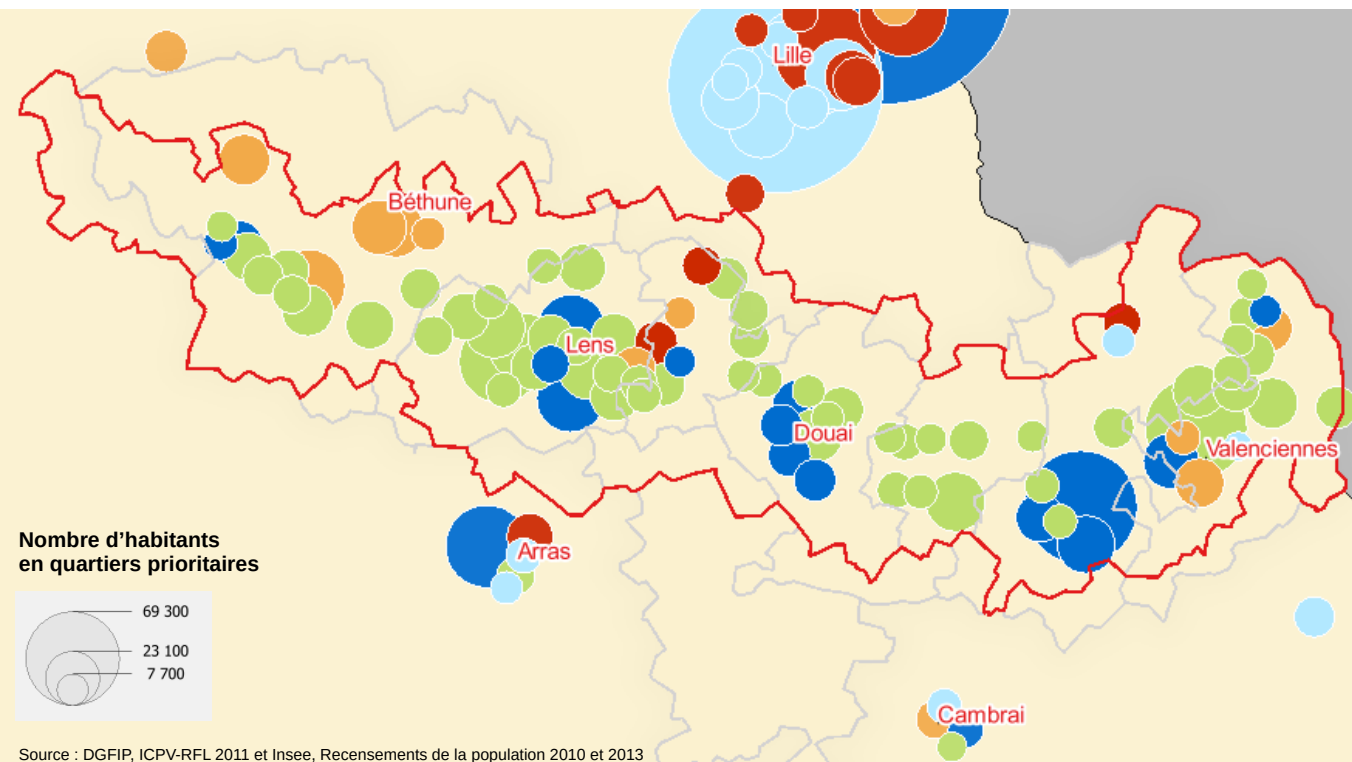 Lille
Béthune
Lens
Douai
Valenciennes
Arras
Cambrai
Nombre d’habitants
en quartiers prioritaires
69 300
23 100
7 700
Source : DGFIP, ICPV-RFL 2011 et Insee, Recensements de la population 2010 et 2013